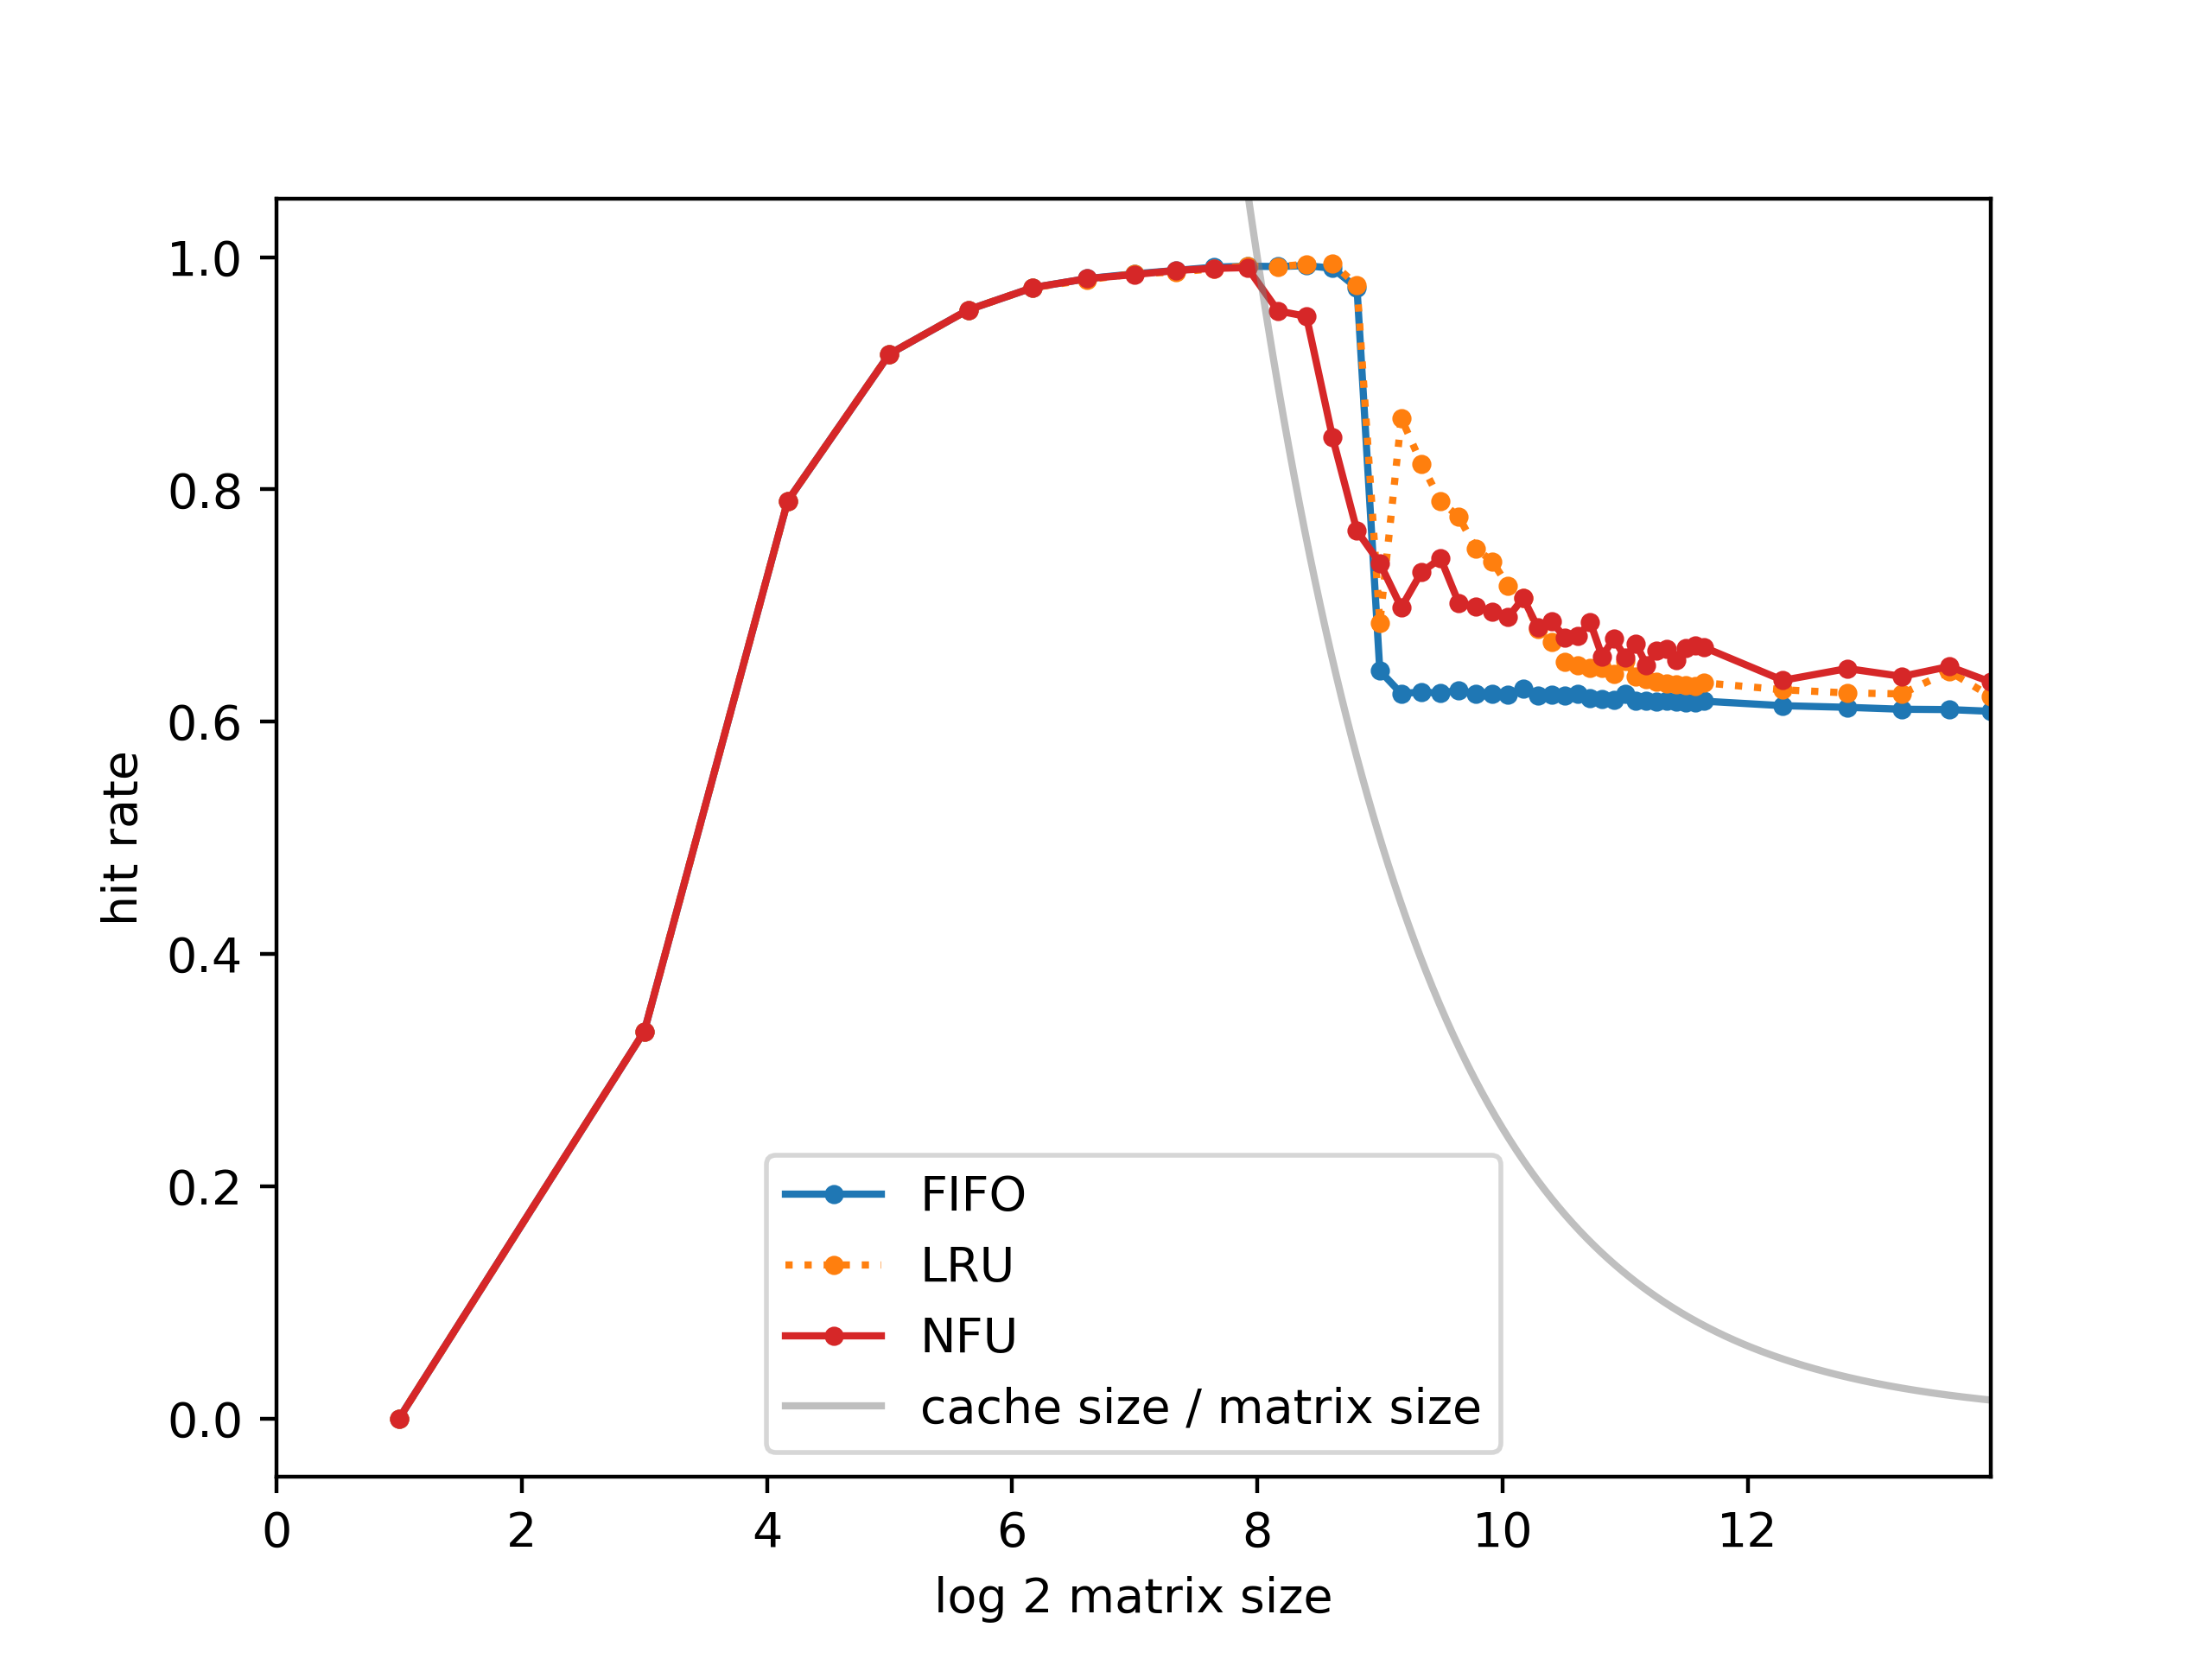 1.0
0.8
0.6
0.4
0.2
0.0
hit rate
FIFO
LRU
NFU
cache size / matrix size
0 2 4 6 8 10 12
log 2 matrix size